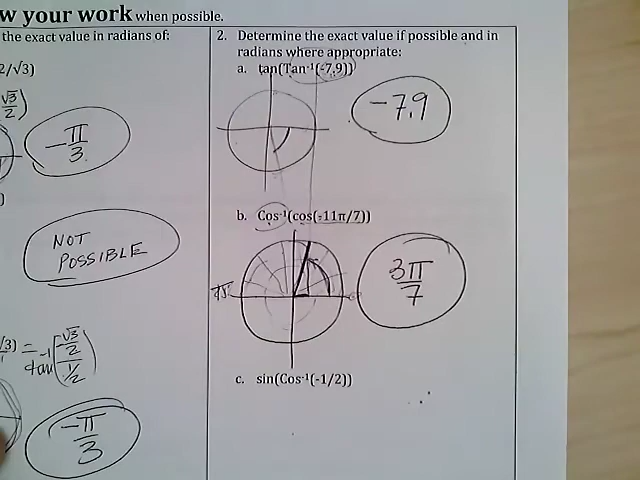 w your work when possible.
the exact value in radians of:
2/√3)
√3/2)
-π/3
)
NOT
POSSIBLE
/3) = tan⁻¹(-√3/2 / 1/2)
-π/3
2. Determine the exact value if possible and in
radians where appropriate:
a. tan(Tan⁻¹(-7.9))
-7.9
b. Cos⁻¹(cos(-11π/7))
3π/7
c. sin(Cos⁻¹(-1/2))